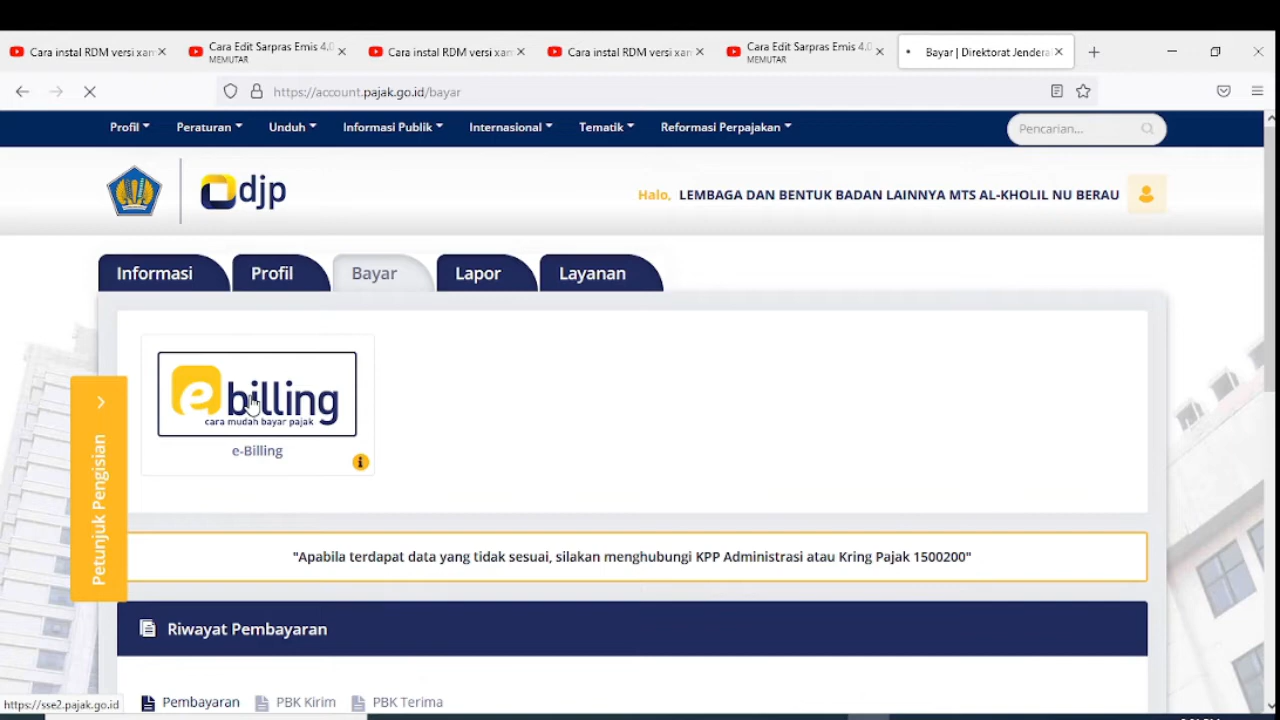 Cara instal RDM versi xam
Cara Edit Sarpras Emis 4.0
MEMUTAR
Cara instal RDM versi xam
Cara instal RDM versi xam
Cara Edit Sarpras Emis 4.0
MEMUTAR
Bayar | Direktorat Jendera
https://account.pajak.go.id/bayar
Profil
Peraturan
Unduh
Informasi Publik
Internasional
Tematik
Reformasi Perpajakan
Pencarian...
djp
Halo, LEMBAGA DAN BENTUK BADAN LAINNYA MTS AL-KHOLIL NU BERAU
Informasi
Profil
Bayar
Lapor
Layanan
e billing
cara mudah bayar pajak
e-Billing
Petunjuk Pengisian
"Apabila terdapat data yang tidak sesuai, silakan menghubungi KPP Administrasi atau Kring Pajak 1500200"
Riwayat Pembayaran
Pembayaran
PBK Kirim
PBK Terima
https://sse2.pajak.go.id